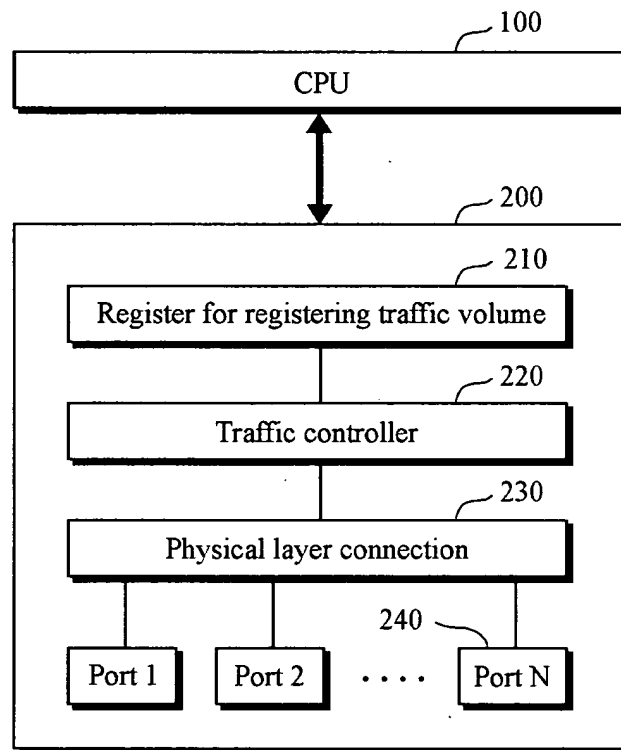 100
CPU
200
210
Register for registering traffic volume
220
Traffic controller
230
Physical layer connection
240
Port 1 Port 2 .... Port N